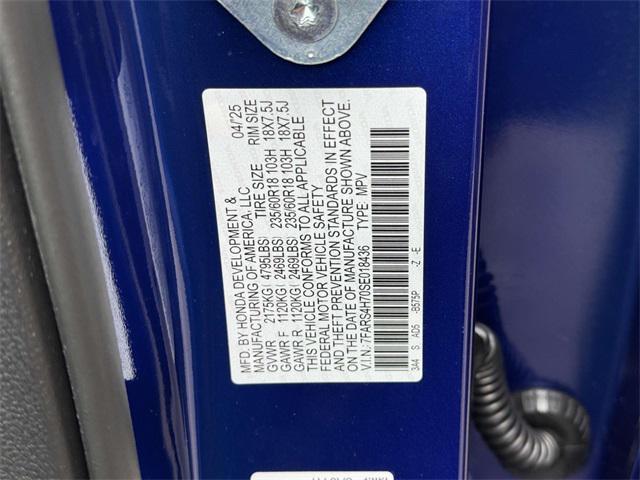 MFD. BY HONDA DEVELOPMENT &
MANUFACTURING OF AMERICA, LLC 04/25
TIRE SIZE RIM SIZE
GVWR 2175KG ( 4795LBS)
GAWR F 1120KG ( 2469LBS) 235/60R18 103H 18X7.5J
GAWR R 1120KG ( 2469LBS) 235/60R18 103H 18X7.5J
THIS VEHICLE CONFORMS TO ALL APPLICABLE
FEDERAL MOTOR VEHICLE SAFETY
AND THEFT PREVENTION STANDARDS IN EFFECT
ON THE DATE OF MANUFACTURE SHOWN ABOVE.
V.I.N.: 7FARS4H70SE018436 TYPE: MPV
3A4 S AD5 -B575P -Z -E